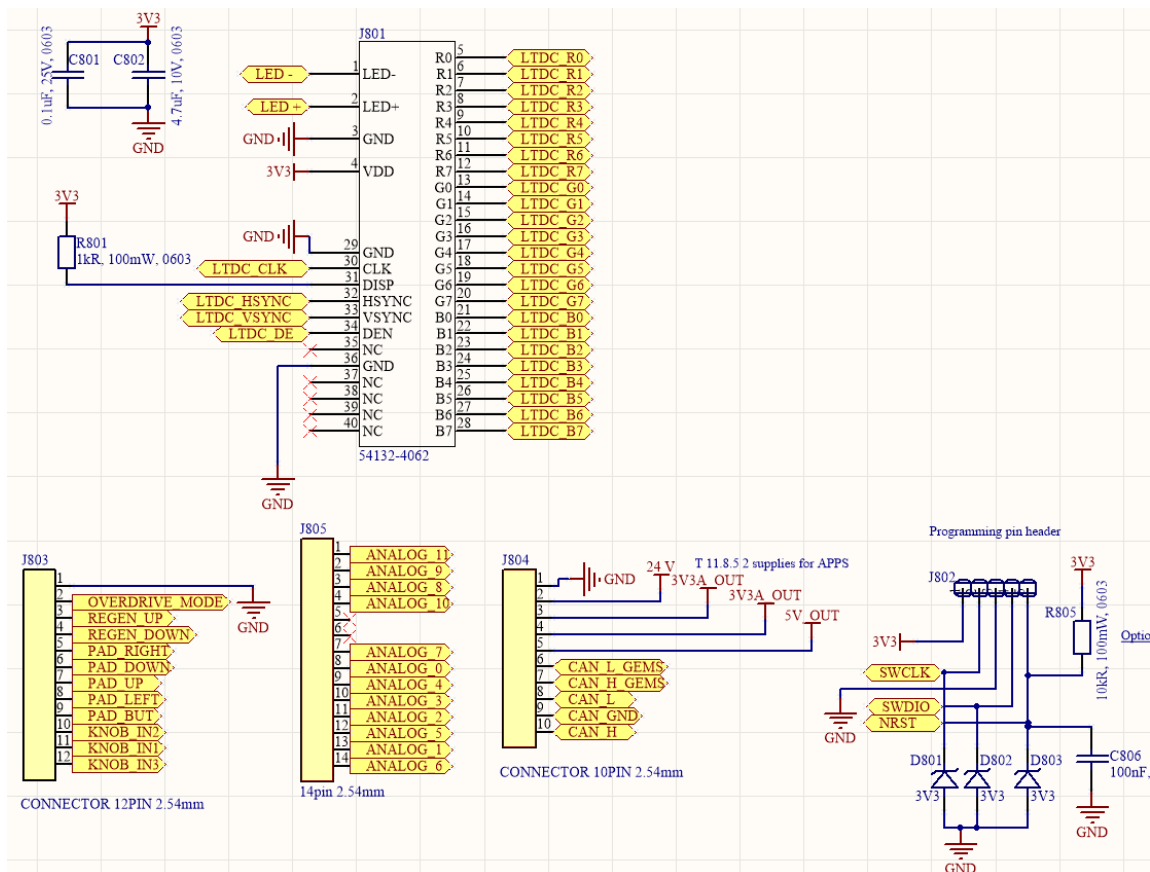 3V3
C801
C802
0.1uF, 25V, 0603
4.7uF, 10V, 0603
GND
J801
LED -
1
LED-
LED +
2
LED+
GND
3
GND
3V3
4
VDD
GND
29
GND
LTDC_CLK
30
CLK
31
DISP
LTDC_HSYNC
32
HSYNC
LTDC_VSYNC
33
VSYNC
LTDC_DE
34
DEN
35
NC
36
GND
37
NC
38
NC
39
NC
40
NC
R0 5 LTDC_R0
R1 6 LTDC_R1
R2 7 LTDC_R2
R3 8 LTDC_R3
R4 9 LTDC_R4
R5 10 LTDC_R5
R6 11 LTDC_R6
R7 12 LTDC_R7
G0 13 LTDC_G0
G1 14 LTDC_G1
G2 15 LTDC_G2
G3 16 LTDC_G3
G4 17 LTDC_G4
G5 18 LTDC_G5
G6 19 LTDC_G6
G7 20 LTDC_G7
B0 21 LTDC_B0
B1 22 LTDC_B1
B2 23 LTDC_B2
B3 24 LTDC_B3
B4 25 LTDC_B4
B5 26 LTDC_B5
B6 27 LTDC_B6
B7 28 LTDC_B7
54132-4062
GND
3V3
R801
1kR, 100mW, 0603
J803
1
2 OVERDRIVE_MODE
3 REGEN_UP
4 REGEN_DOWN
5 PAD_RIGHT
6 PAD_DOWN
7 PAD_UP
8 PAD_LEFT
9 PAD_BUT
10 KNOB_IN2
11 KNOB_IN1
12 KNOB_IN3
GND
CONNECTOR 12PIN 2.54mm
J805
1 ANALOG_11
2 ANALOG_9
3 ANALOG_8
4 ANALOG_10
5
6
7 ANALOG_7
8 ANALOG_0
9 ANALOG_4
10 ANALOG_3
11 ANALOG_2
12 ANALOG_5
13 ANALOG_1
14 ANALOG_6
14pin 2.54mm
J804
T 11.8.5 2 supplies for APPS
1 GND
2 24 V
3 3V3A_OUT
4 3V3A_OUT
5 5V_OUT
6 CAN_L_GEMS
7 CAN_H_GEMS
8 CAN_L
9 CAN_GND
10 CAN_H
CONNECTOR 10PIN 2.54mm
Programming pin header
J802
3V3
3V3
R805
10kR, 100mW, 0603
Optio
SWCLK
SWDIO
NRST
GND
D801
3V3
D802
3V3
D803
3V3
C806
100nF,
GND
GND